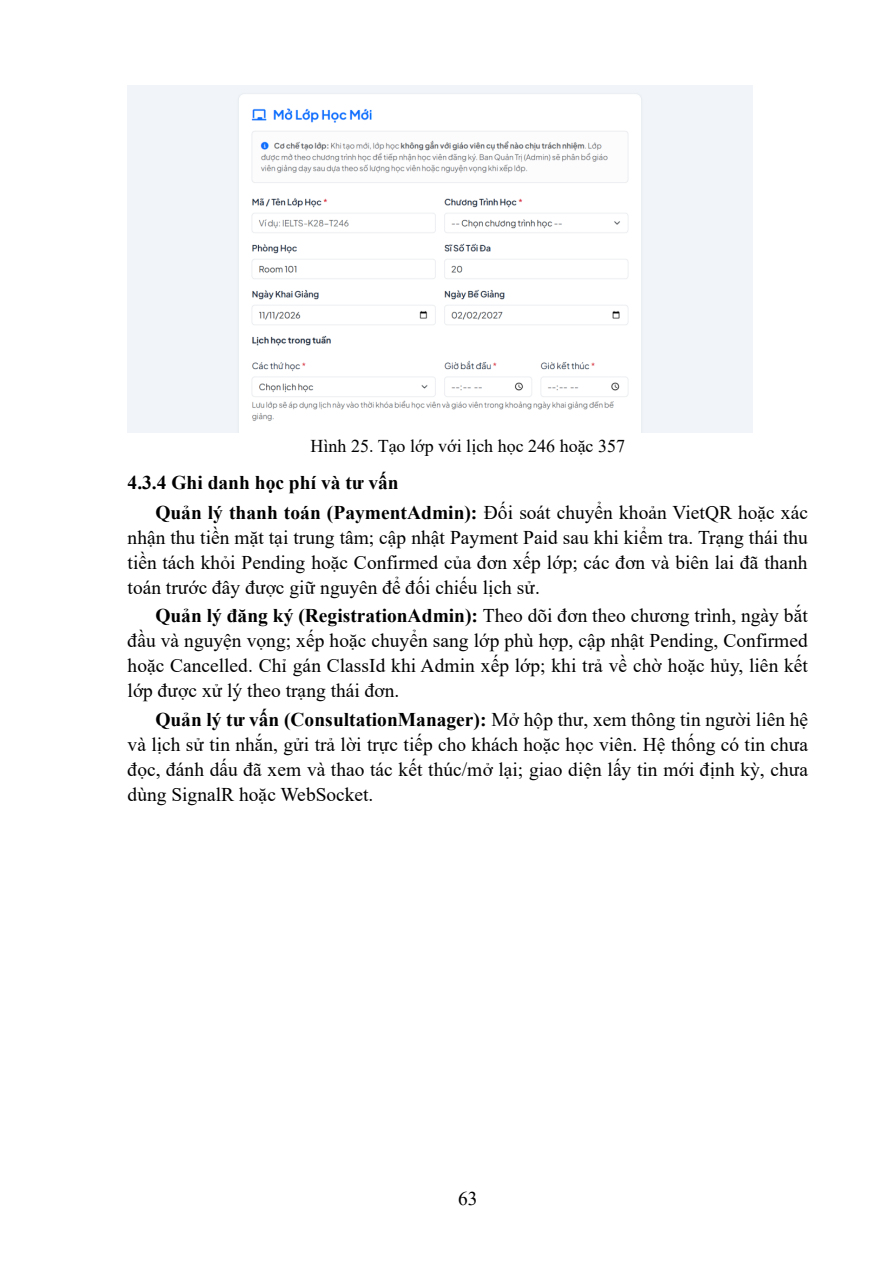 Mở Lớp Học Mới
Cơ chế tạo lớp: Khi tạo mới, lớp học không gắn với giáo viên cụ thể nào chịu trách nhiệm. Lớp
được mở theo chương trình học để tiếp nhận học viên đăng ký. Ban Quản Trị (Admin) sẽ phân bổ giáo
viên giảng dạy sau dựa theo số lượng học viên hoặc nguyện vọng khi xếp lớp.
Mã / Tên Lớp Học * Chương Trình Học *
Ví dụ: IELTS-K28-T246 -- Chọn chương trình học --
Phòng Học Sĩ Số Tối Đa
Room 101 20
Ngày Khai Giảng Ngày Bế Giảng
11/11/2026 02/02/2027
Lịch học trong tuần
Các thứ học * Giờ bắt đầu * Giờ kết thúc *
Chọn lịch học --:-- -- --:-- --
Lưu lớp sẽ áp dụng lịch này vào thời khóa biểu học viên và giáo viên trong khoảng ngày khai giảng đến bế
giảng.
Hình 25. Tạo lớp với lịch học 246 hoặc 357
4.3.4 Ghi danh học phí và tư vấn
Quản lý thanh toán (PaymentAdmin): Đối soát chuyển khoản VietQR hoặc xác
nhận thu tiền mặt tại trung tâm; cập nhật Payment Paid sau khi kiểm tra. Trạng thái thu
tiền tách khỏi Pending hoặc Confirmed của đơn xếp lớp; các đơn và biên lai đã thanh
toán trước đây được giữ nguyên để đối chiếu lịch sử.
Quản lý đăng ký (RegistrationAdmin): Theo dõi đơn theo chương trình, ngày bắt
đầu và nguyện vọng; xếp hoặc chuyển sang lớp phù hợp, cập nhật Pending, Confirmed
hoặc Cancelled. Chỉ gán ClassId khi Admin xếp lớp; khi trả về chờ hoặc hủy, liên kết
lớp được xử lý theo trạng thái đơn.
Quản lý tư vấn (ConsultationManager): Mở hộp thư, xem thông tin người liên hệ
và lịch sử tin nhắn, gửi trả lời trực tiếp cho khách hoặc học viên. Hệ thống có tin chưa
đọc, đánh dấu đã xem và thao tác kết thúc/mở lại; giao diện lấy tin mới định kỳ, chưa
dùng SignalR hoặc WebSocket.
63